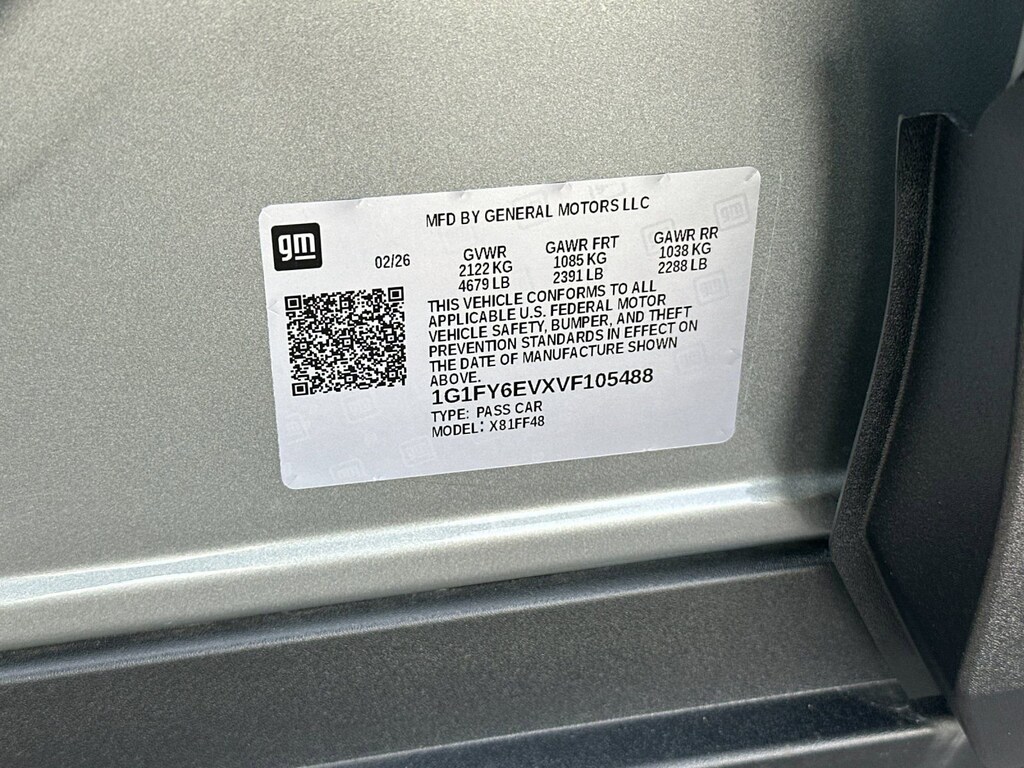 MFD BY GENERAL MOTORS LLC
gm
02/26
GVWR GAWR FRT GAWR RR
2122 KG 1085 KG 1038 KG
4679 LB 2391 LB 2288 LB
THIS VEHICLE CONFORMS TO ALL
APPLICABLE U.S. FEDERAL MOTOR
VEHICLE SAFETY, BUMPER, AND THEFT
PREVENTION STANDARDS IN EFFECT ON
THE DATE OF MANUFACTURE SHOWN
ABOVE.
1G1FY6EVXVF105488
TYPE: PASS CAR
MODEL: X81FF48